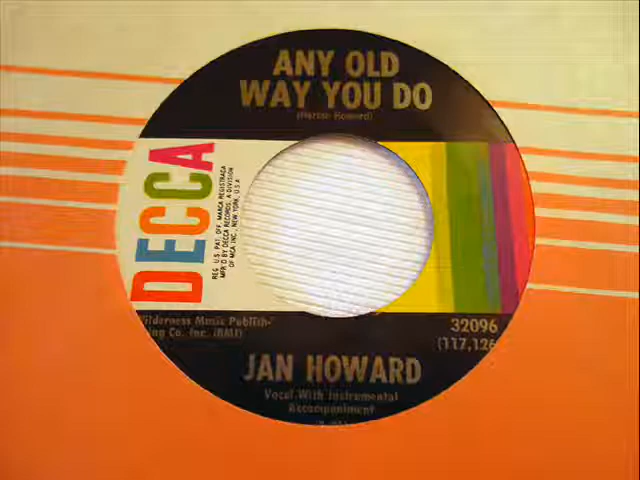 ANY OLD
WAY YOU DO
(Harlan Howard)
DECCA
REG. U.S. PAT. OFF. MARCA REGISTRADA
MFR'D BY DECCA RECORDS, A DIVISION
OF MCA INC., NEW YORK, U.S.A.
Wilderness Music Publish-
ing Co. Inc. (BMI)
32096
(117,126
JAN HOWARD
Vocal With Instrumental
Accompaniment